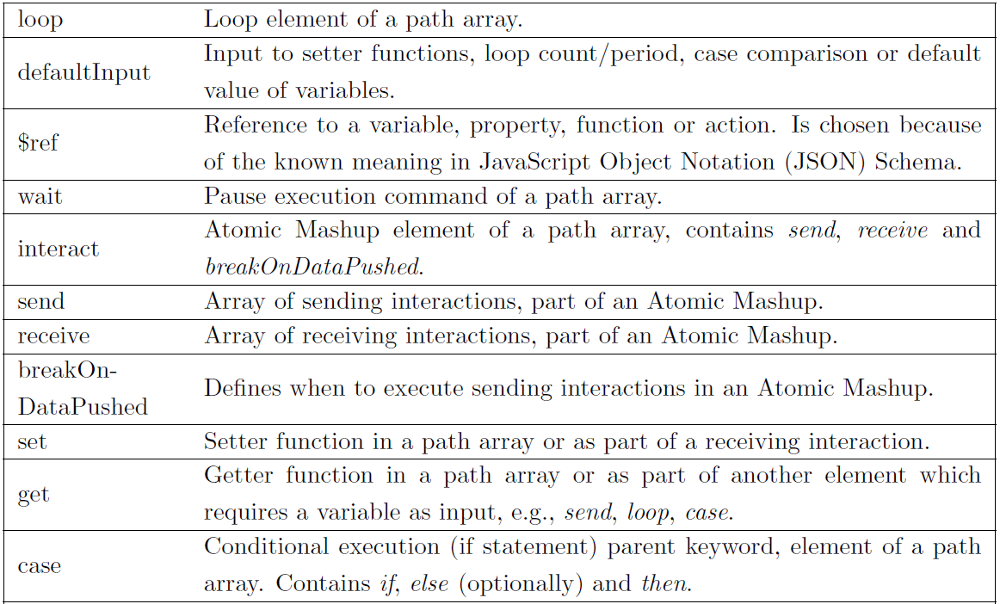 loop Loop element of a path array.
defaultInput Input to setter functions, loop count/period, case comparison or default
value of variables.
$ref Reference to a variable, property, function or action. Is chosen because
of the known meaning in JavaScript Object Notation (JSON) Schema.
wait Pause execution command of a path array.
interact Atomic Mashup element of a path array, contains send, receive and
breakOnDataPushed.
send Array of sending interactions, part of an Atomic Mashup.
receive Array of receiving interactions, part of an Atomic Mashup.
breakOn-
DataPushed Defines when to execute sending interactions in an Atomic Mashup.
set Setter function in a path array or as part of a receiving interaction.
get Getter function in a path array or as part of another element which
requires a variable as input, e.g., send, loop, case.
case Conditional execution (if statement) parent keyword, element of a path
array. Contains if, else (optionally) and then.